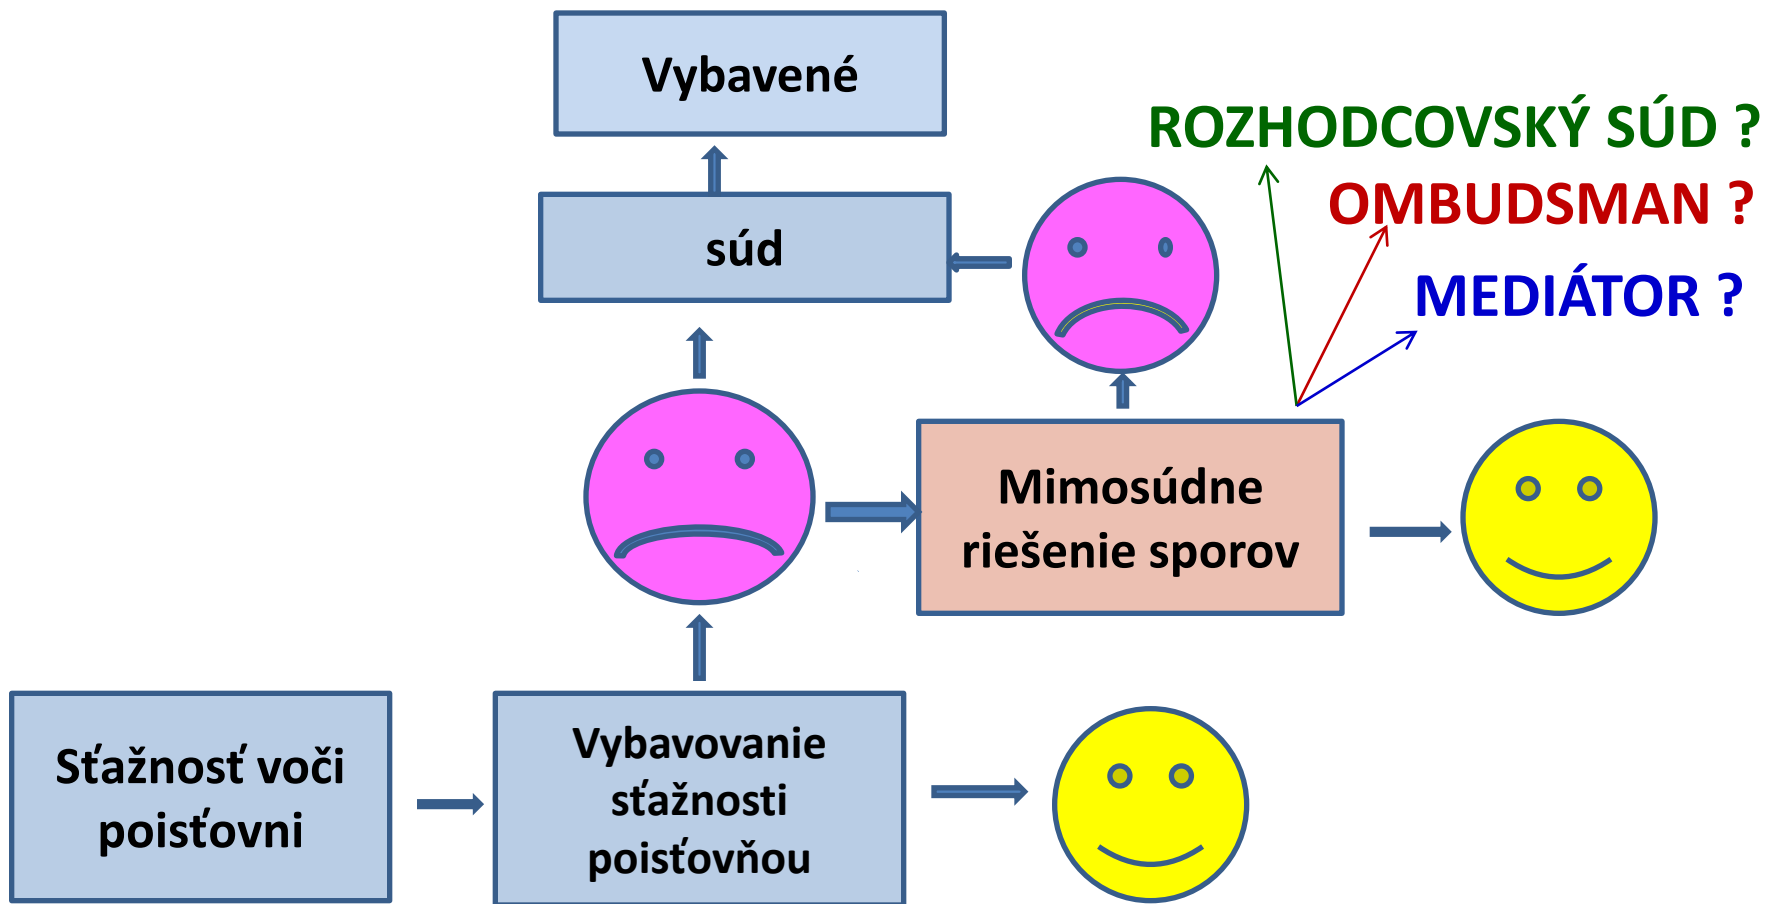 Vybavené
ROZHODCOVSKÝ SÚD ?
OMBUDSMAN ?
súd
MEDIÁTOR ?
Mimosúdne
riešenie sporov
Sťažnosť voči
poisťovni
Vybavovanie
sťažnosti
poisťovňou